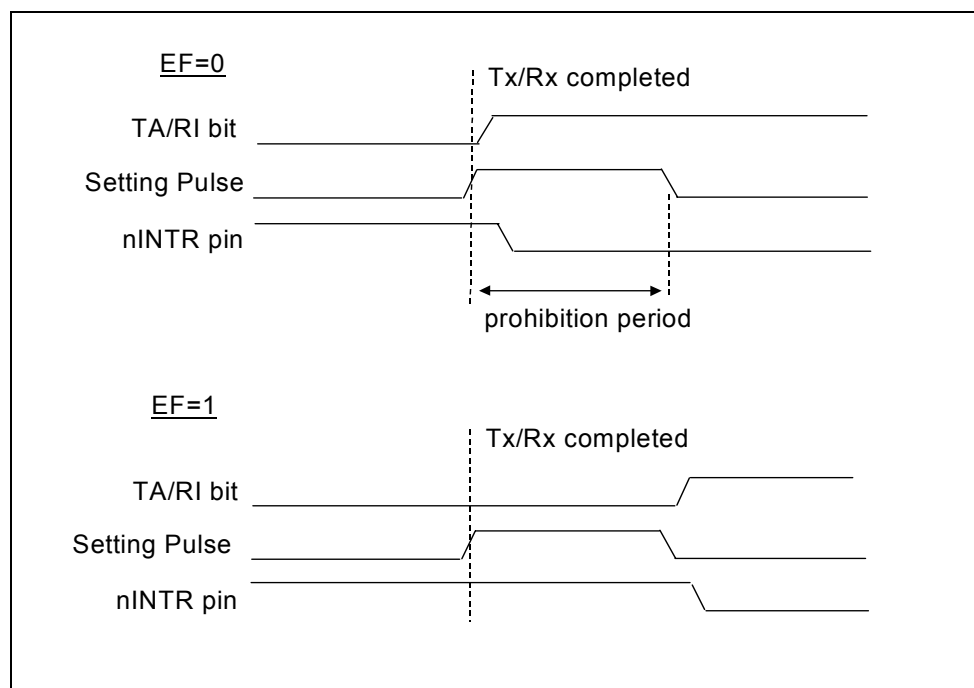 EF=0
Tx/Rx completed
TA/RI bit
Setting Pulse
nINTR pin
prohibition period
EF=1
Tx/Rx completed
TA/RI bit
Setting Pulse
nINTR pin